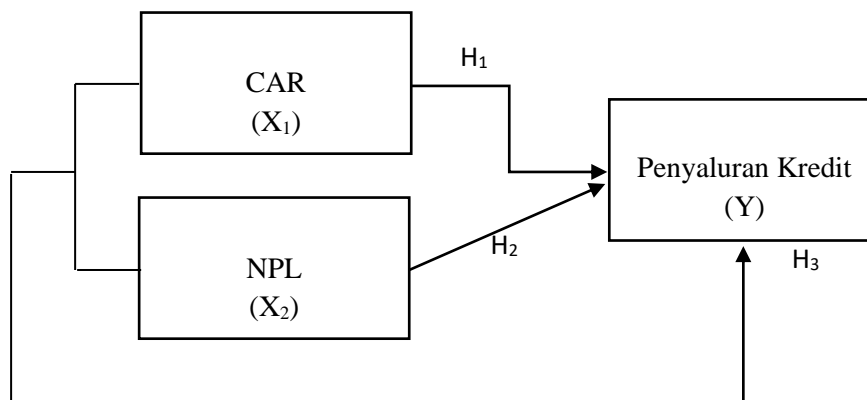 CAR
(X₁)
H₁
Penyaluran Kredit
(Y)
H₂
NPL
(X₂)
H₃